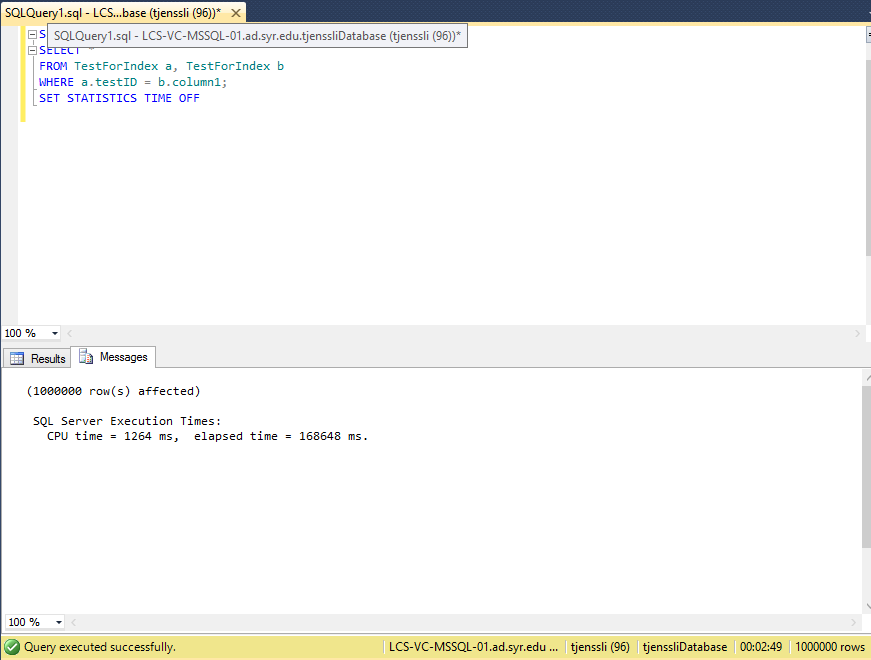 SQLQuery1.sql - LCS...base (tjenssli (96))*
S
SQLQuery1.sql - LCS-VC-MSSQL-01.ad.syr.edu.tjenssliDatabase (tjenssli (96))*
SELECT *
FROM TestForIndex a, TestForIndex b
WHERE a.testID = b.column1;
SET STATISTICS TIME OFF
100 %
Results Messages
(1000000 row(s) affected)
SQL Server Execution Times:
CPU time = 1264 ms, elapsed time = 168648 ms.
100 %
Query executed successfully. LCS-VC-MSSQL-01.ad.syr.edu ... tjenssli (96) tjenssliDatabase 00:02:49 1000000 rows